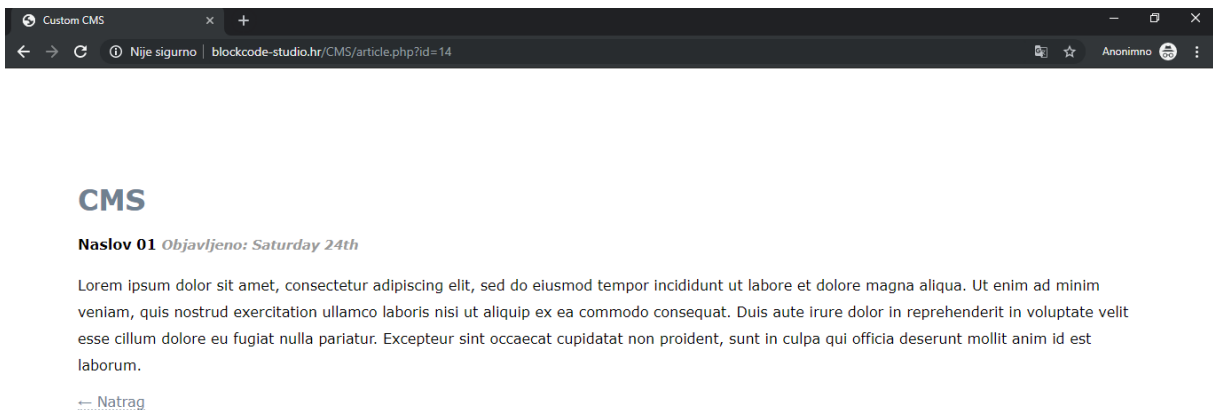 Custom CMS
Nije sigurno | blockcode-studio.hr/CMS/article.php?id=14
Anonimno
CMS
Naslov 01 Objavljeno: Saturday 24th
Lorem ipsum dolor sit amet, consectetur adipiscing elit, sed do eiusmod tempor incididunt ut labore et dolore magna aliqua. Ut enim ad minim
veniam, quis nostrud exercitation ullamco laboris nisi ut aliquip ex ea commodo consequat. Duis aute irure dolor in reprehenderit in voluptate velit
esse cillum dolore eu fugiat nulla pariatur. Excepteur sint occaecat cupidatat non proident, sunt in culpa qui officia deserunt mollit anim id est
laborum.
← Natrag